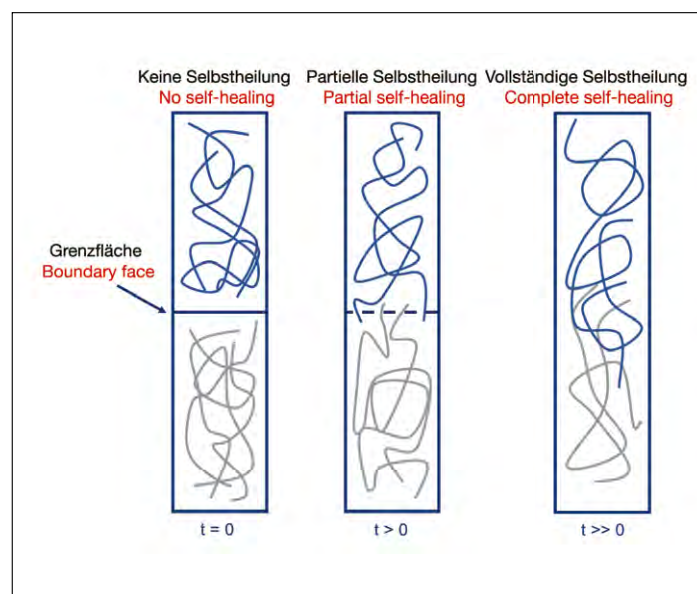 Keine Selbstheilung
No self-healing
Partielle Selbstheilung
Partial self-healing
Vollständige Selbstheilung
Complete self-healing
Grenzfläche
Boundary face
t = 0
t > 0
t >> 0